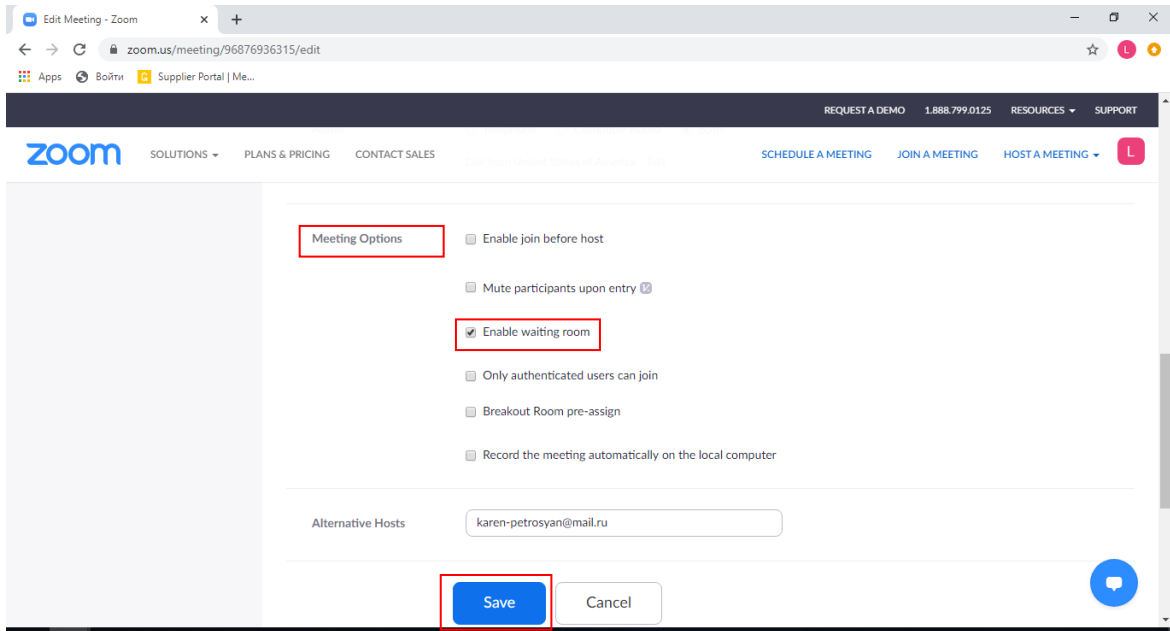 Edit Meeting - Zoom
zoom.us/meeting/96876936315/edit
L
Apps Войти G Supplier Portal | Me...
REQUEST A DEMO 1.888.799.0125 RESOURCES SUPPORT
zoom SOLUTIONS PLANS & PRICING CONTACT SALES SCHEDULE A MEETING JOIN A MEETING HOST A MEETING L
Meeting Options Enable join before host
Mute participants upon entry
Enable waiting room
Only authenticated users can join
Breakout Room pre-assign
Record the meeting automatically on the local computer
Alternative Hosts karen-petrosyan@mail.ru
Save Cancel